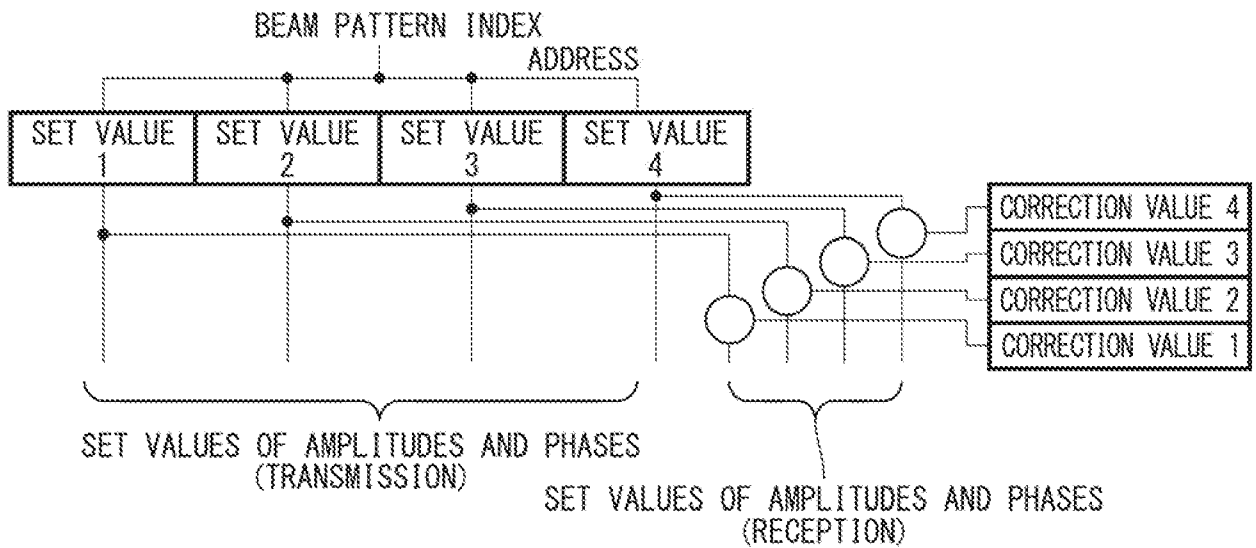 BEAM PATTERN INDEX
ADDRESS
SET VALUE 1
SET VALUE 2
SET VALUE 3
SET VALUE 4
CORRECTION VALUE 4
CORRECTION VALUE 3
CORRECTION VALUE 2
CORRECTION VALUE 1
SET VALUES OF AMPLITUDES AND PHASES
(TRANSMISSION)
SET VALUES OF AMPLITUDES AND PHASES
(RECEPTION)